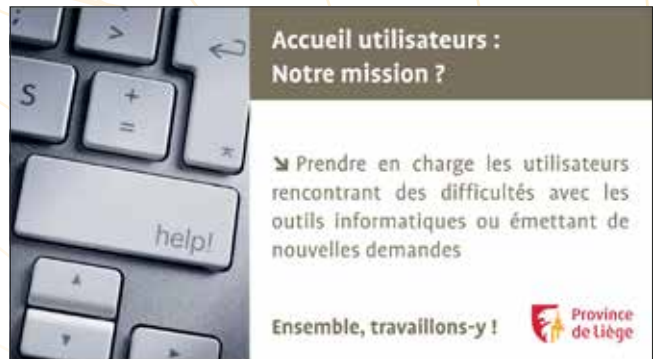 Accueil utilisateurs :
Notre mission ?
Prendre en charge les utilisateurs
rencontrant des difficultés avec les
outils informatiques ou émettant de
nouvelles demandes
Ensemble, travaillons-y !
Province
de Liège
;
>
S
+
=
*
help!